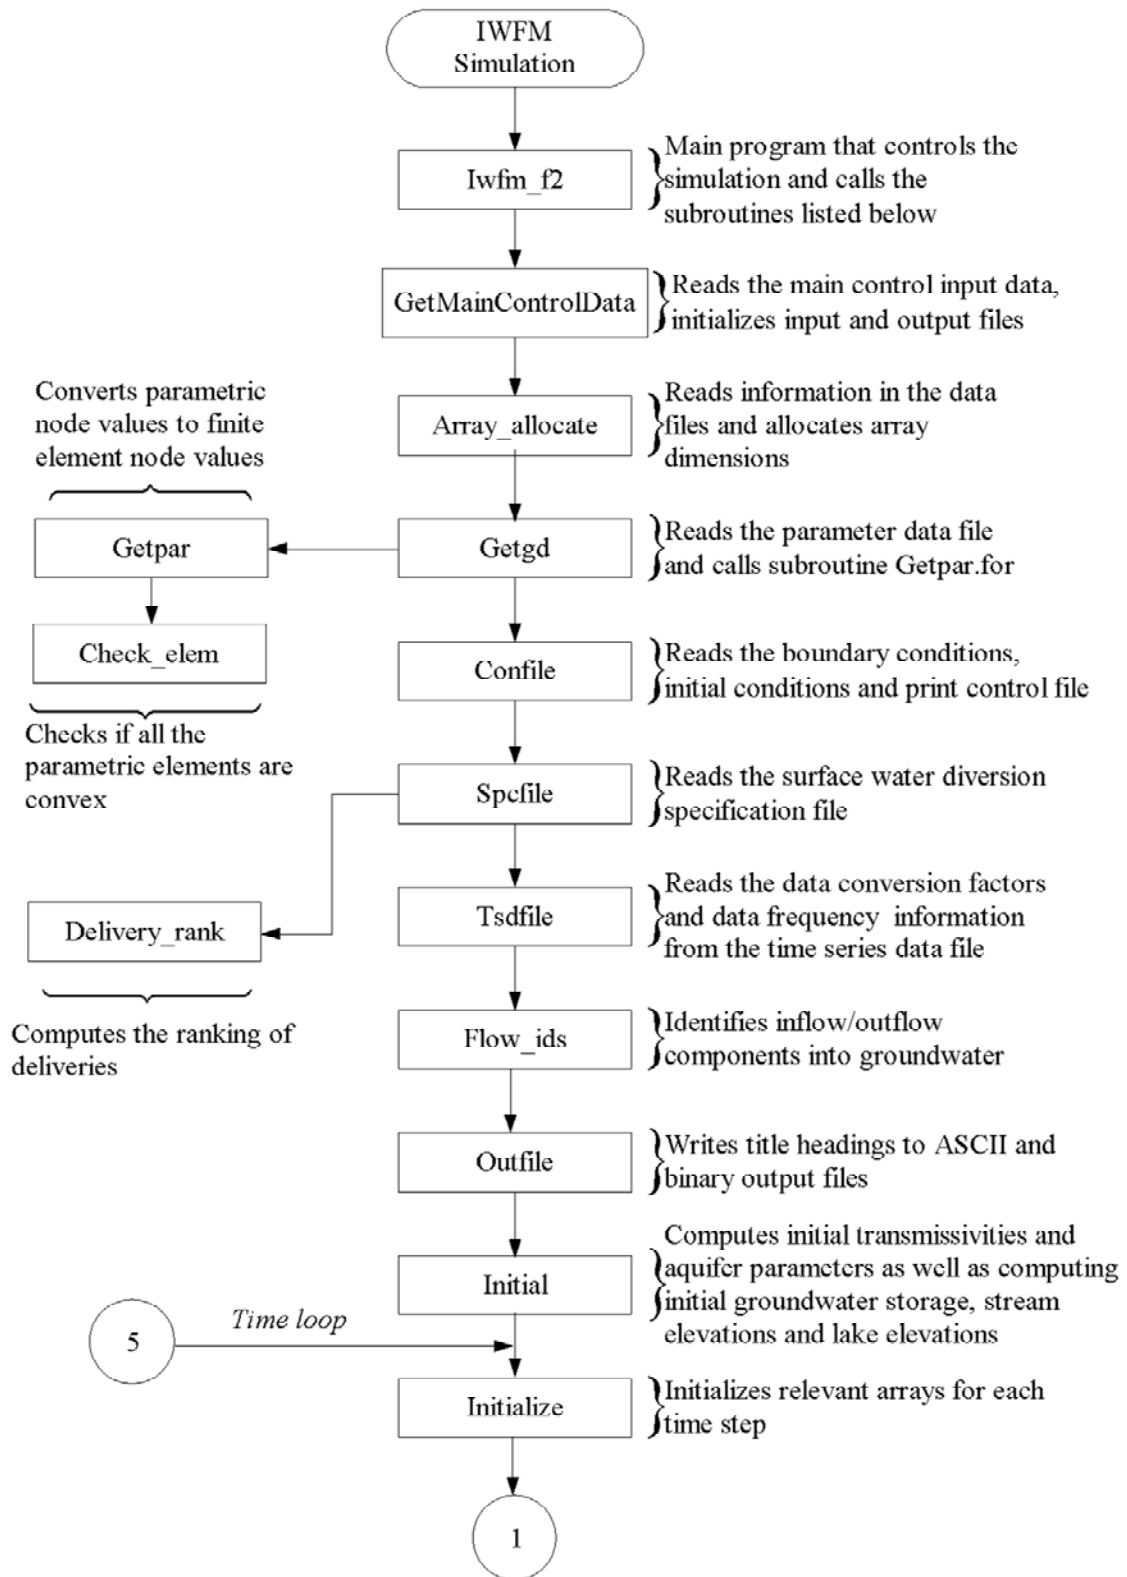 IWFM
Simulation
Iwfm_f2
Main program that controls the
simulation and calls the
subroutines listed below
GetMainControlData
Reads the main control input data,
initializes input and output files
Array_allocate
Reads information in the data
files and allocates array
dimensions
Converts parametric
node values to finite
element node values
Getpar
Getgd
Reads the parameter data file
and calls subroutine Getpar.for
Check_elem
Checks if all the
parametric elements are
convex
Confile
Reads the boundary conditions,
initial conditions and print control file
Spcfile
Reads the surface water diversion
specification file
Delivery_rank
Computes the ranking of
deliveries
Tsdfile
Reads the data conversion factors
and data frequency information
from the time series data file
Flow_ids
Identifies inflow/outflow
components into groundwater
Outfile
Writes title headings to ASCII and
binary output files
Initial
Computes initial transmissivities and
aquifer parameters as well as computing
initial groundwater storage, stream
elevations and lake elevations
5
Time loop
Initialize
Initializes relevant arrays for each
time step
1